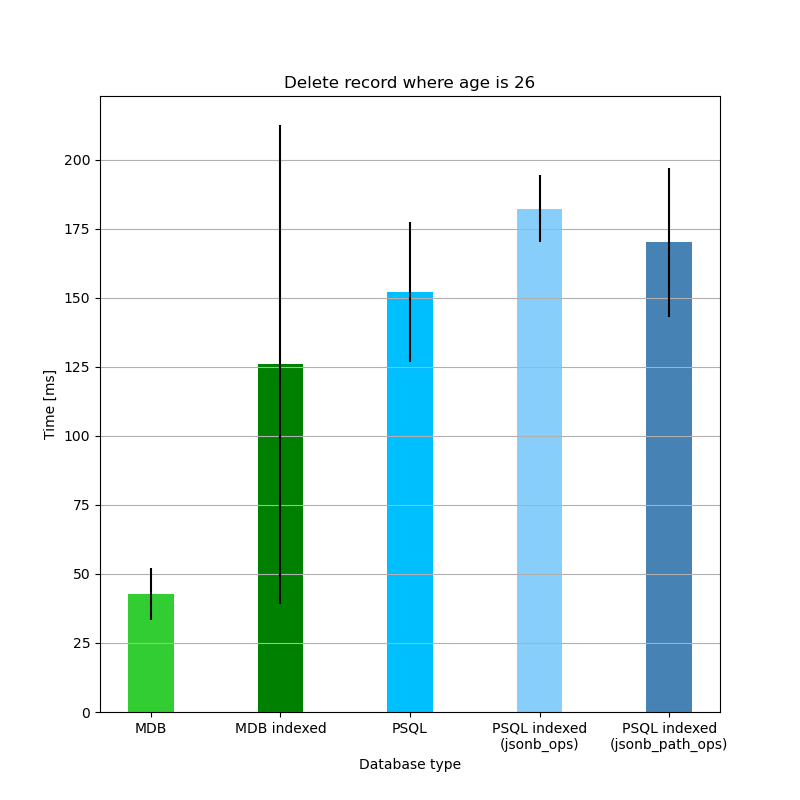 Delete record where age is 26
200
175
150
125
100
75
50
25
0
Time [ms]
MDB
MDB indexed
PSQL
PSQL indexed
(jsonb_ops)
PSQL indexed
(jsonb_path_ops)
Database type